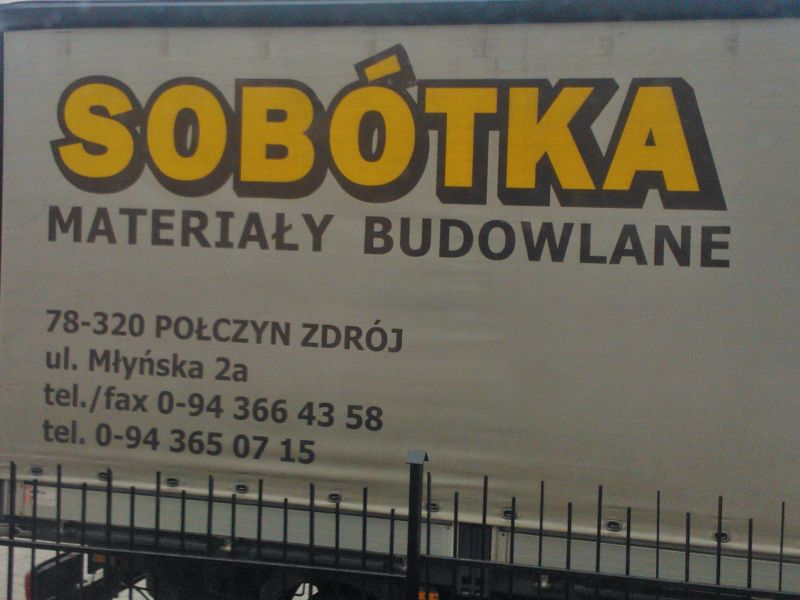 SOBÓTKA
MATERIAŁY BUDOWLANE
78-320 POŁCZYN ZDRÓJ
ul. Młyńska 2a
tel./fax 0-94 366 43 58
tel. 0-94 365 07 15